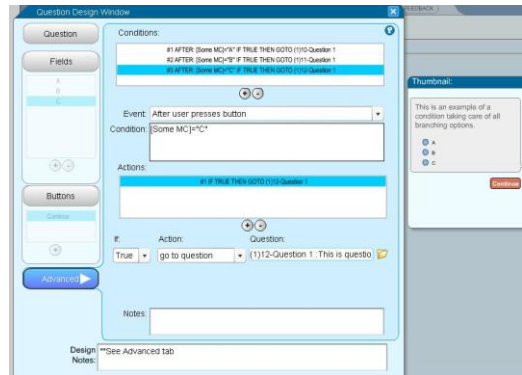 Question Design Window
FEEDBACK
Question
Fields
A
B
C
Buttons
Continue
Advanced
Conditions:
#1 AFTER: [Some MC]="A" IF TRUE THEN GOTO (1)10-Question 1
#2 AFTER: [Some MC]="B" IF TRUE THEN GOTO (1)11-Question 1
#3 AFTER: [Some MC]="C" IF TRUE THEN GOTO (1)12-Question 1
Event: After user presses button
Condition: [Some MC]="C"
Actions:
#1 IF TRUE THEN GOTO (1)12-Question 1
If: Action: Question:
True go to question (1)12-Question 1 :This is questio
Notes:
Design Notes: **See Advanced tab
Thumbnail:
This is an example of a
condition taking care of all
branching options.
A
B
C
Continue